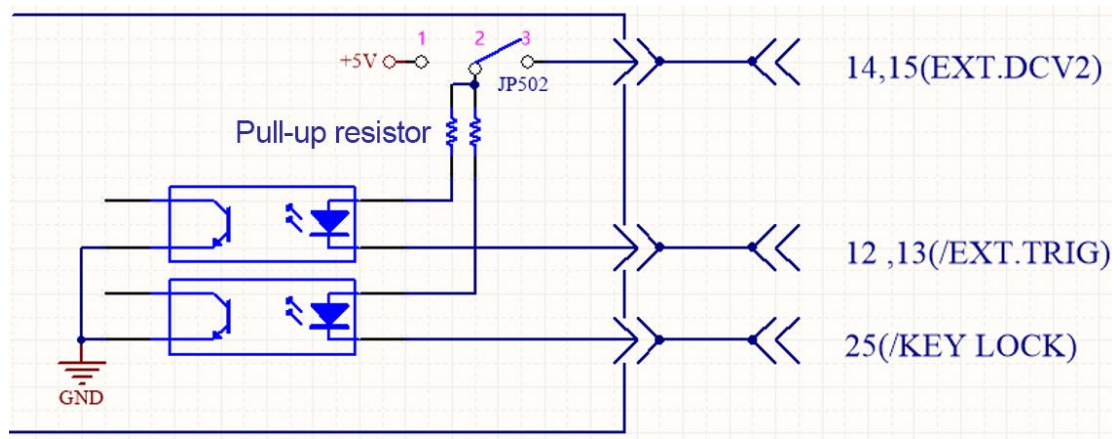 1 2 3
+5V
JP502
14,15(EXT.DCV2)
Pull-up resistor
12 ,13(/EXT.TRIG)
25(/KEY LOCK)
GND